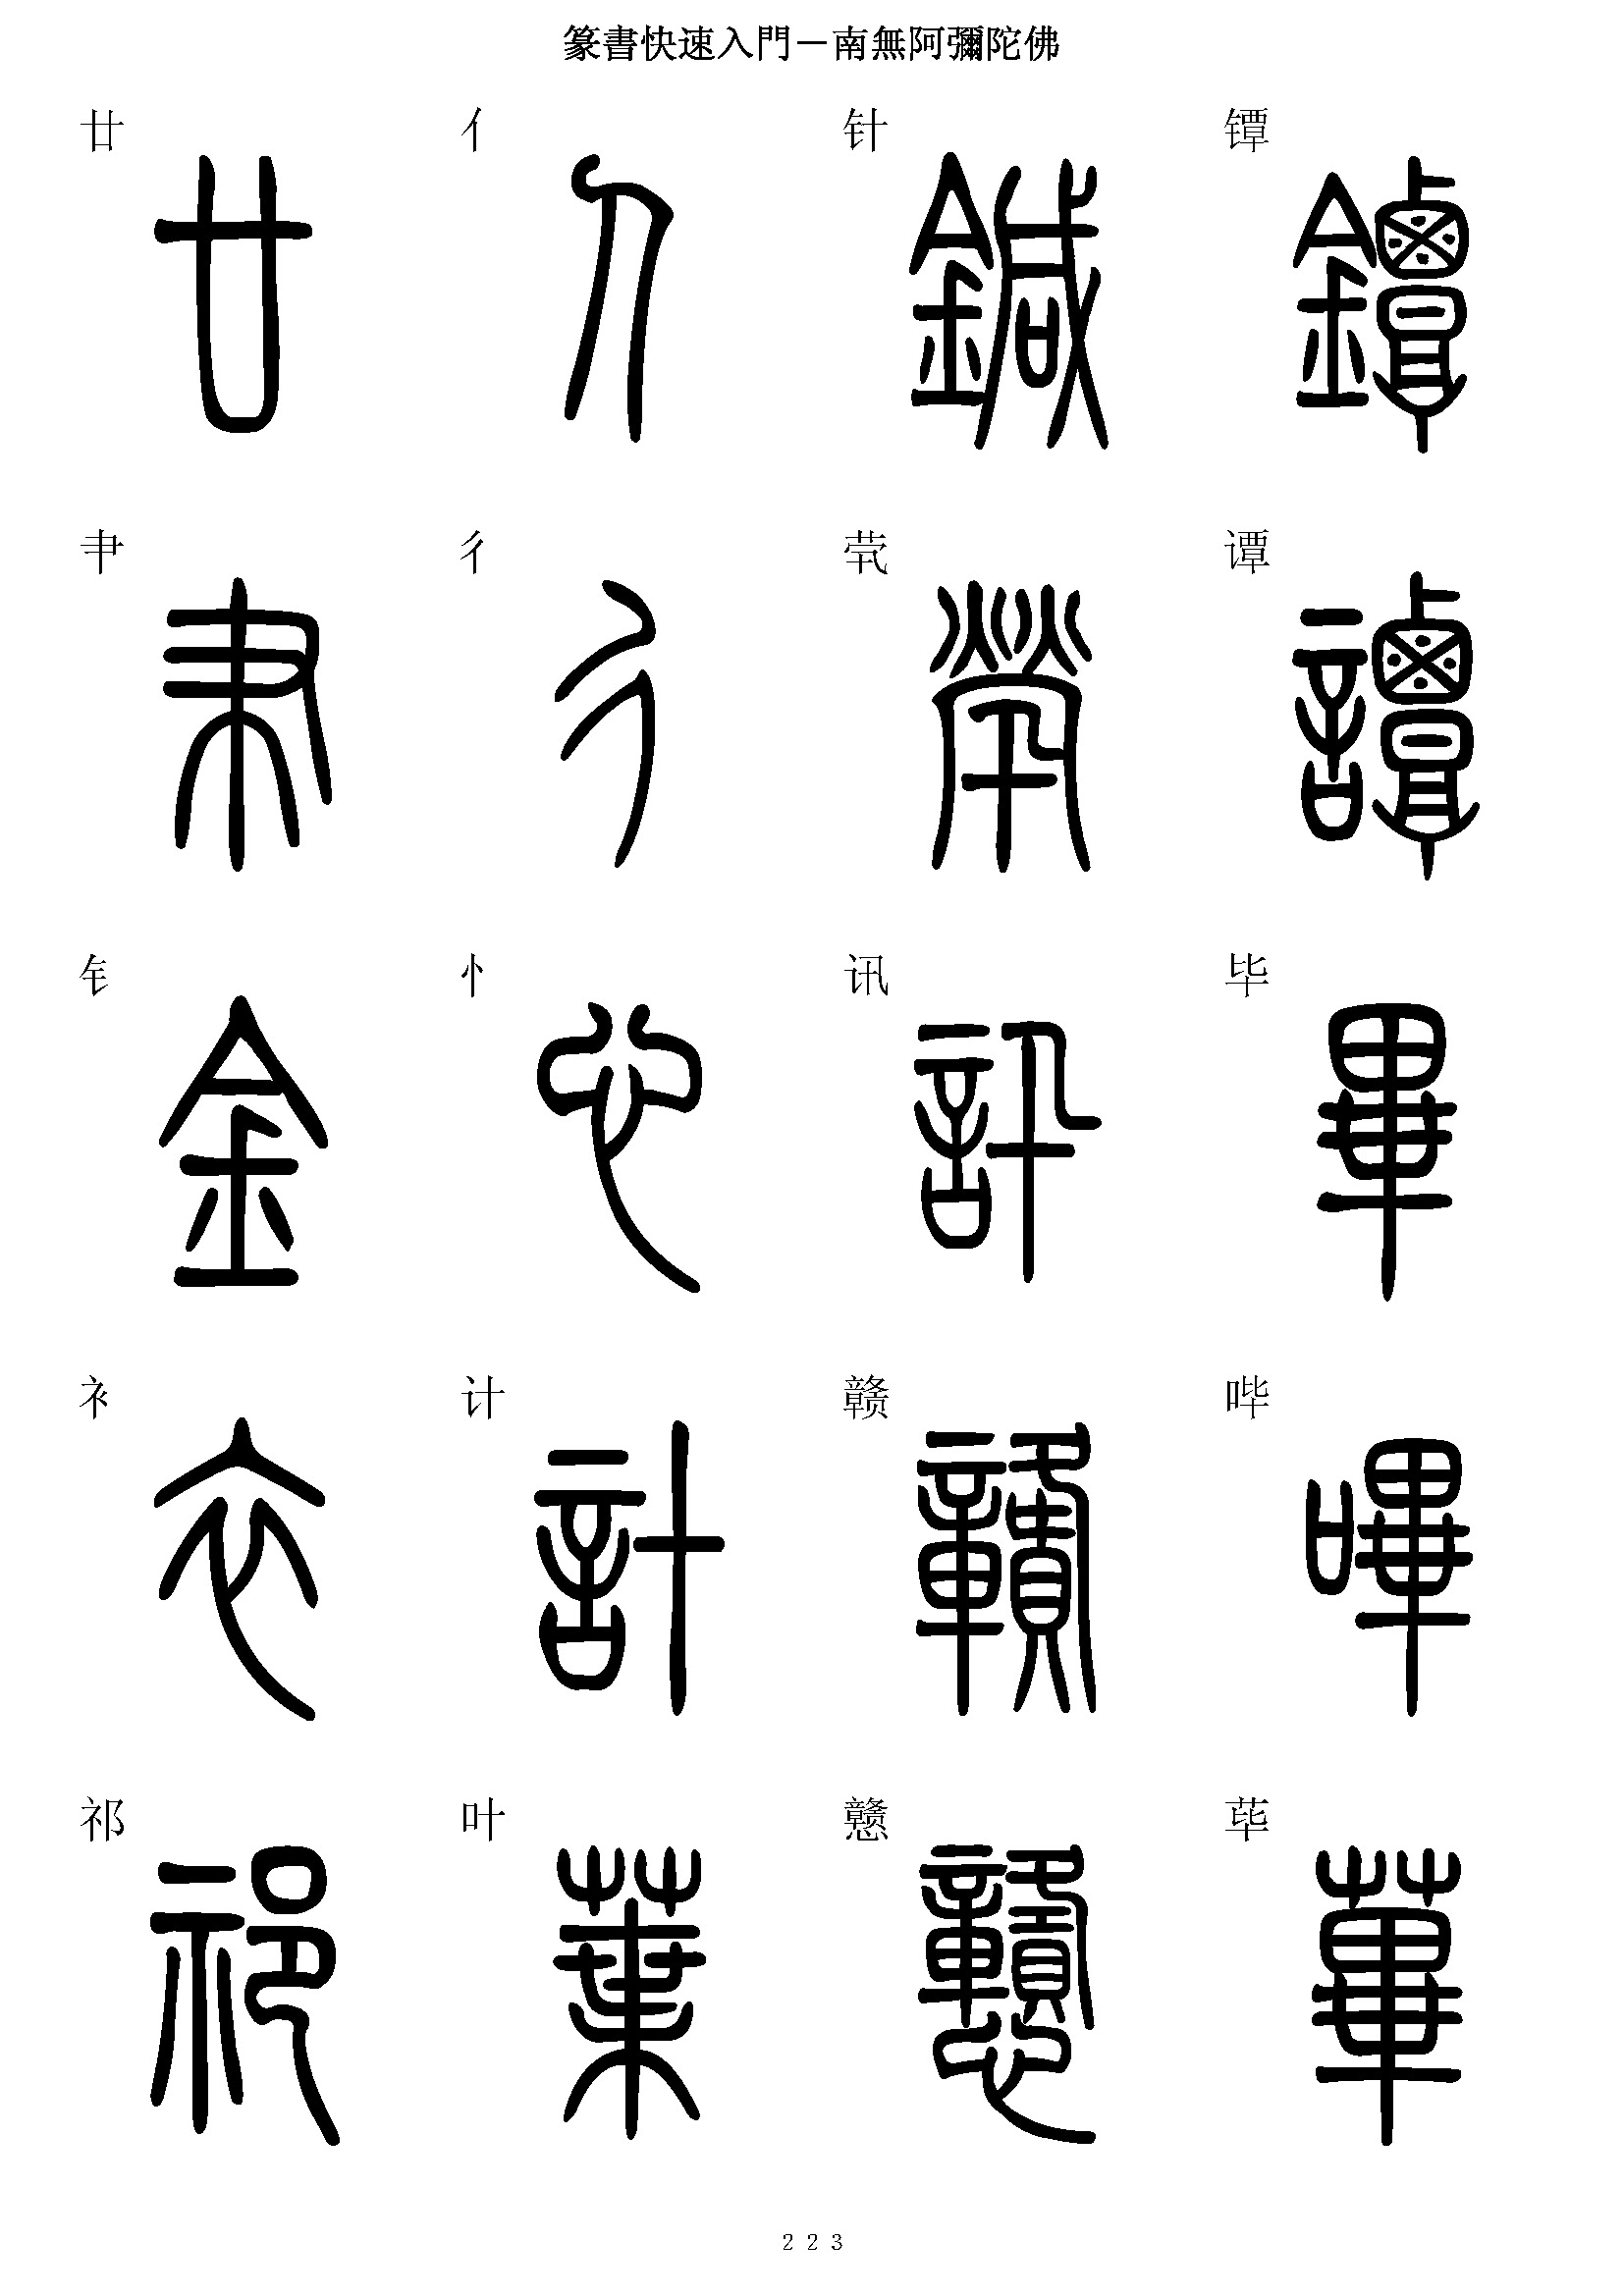 篆書快速入門－南無阿彌陀佛
廿 亻 针 镡
肀 彳 茕 谭
钅 忄 讯 毕
衤 计 赣 哔
祁 叶 戆 荜
223